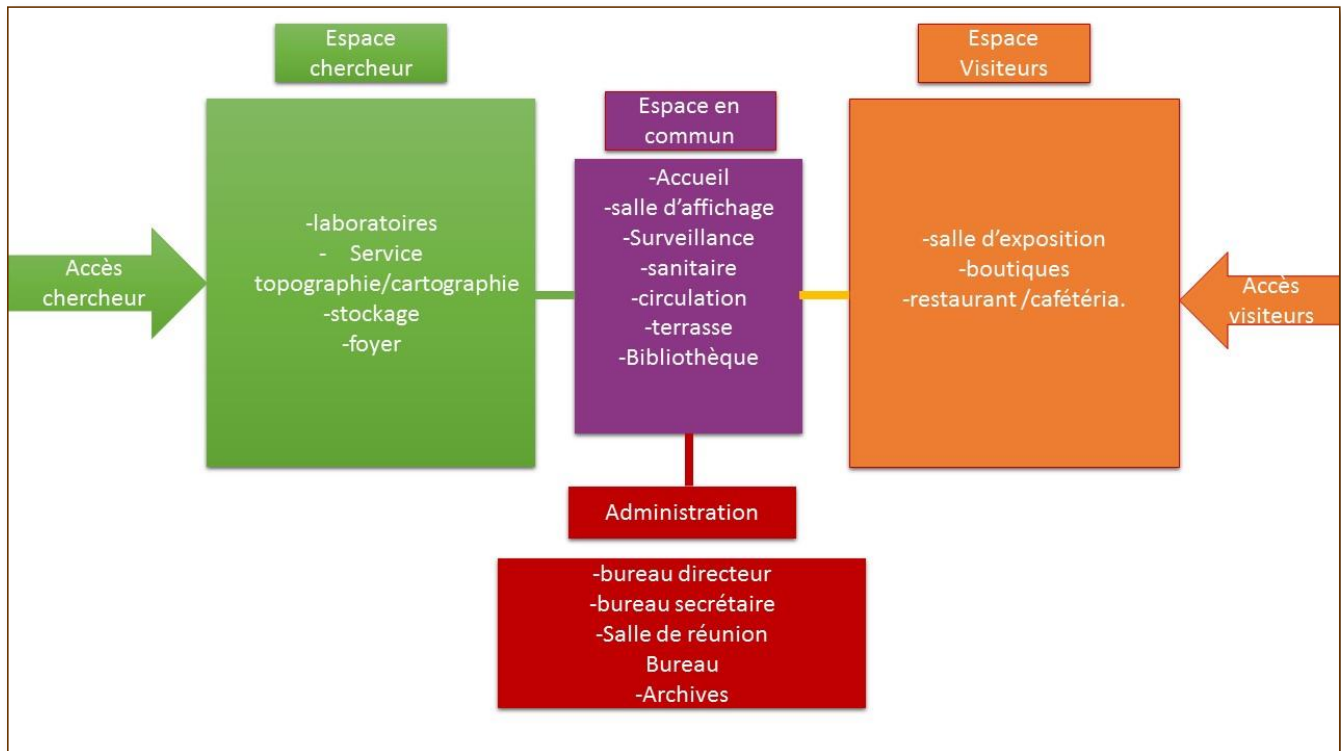 Espace
chercheur
Espace
Visiteurs
Espace en
commun
Accès
chercheur
-laboratoires
- Service
topographie/cartographie
-stockage
-foyer
-Accueil
-salle d'affichage
-Surveillance
-sanitaire
-circulation
-terrasse
-Bibliothèque
-salle d'exposition
-boutiques
-restaurant /cafétéria.
Accès
visiteurs
Administration
-bureau directeur
-bureau secrétaire
-Salle de réunion
Bureau
-Archives